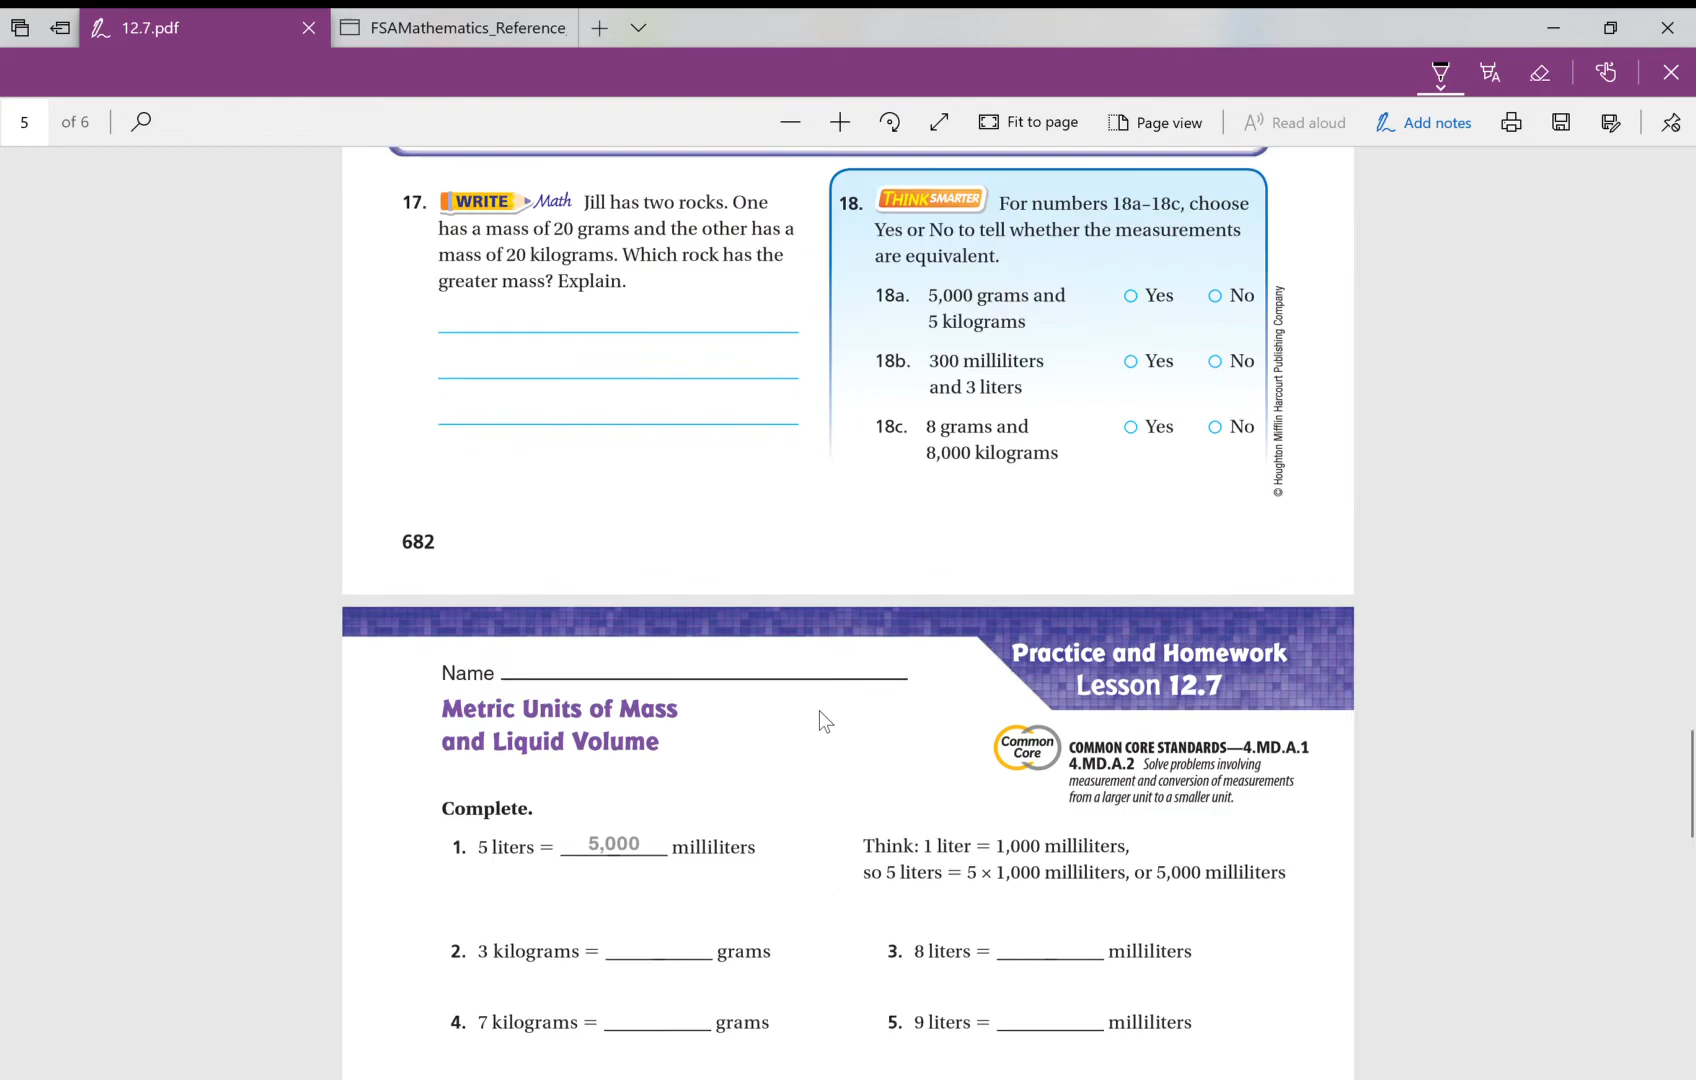 12.7.pdf
FSAMathematics_Reference
5 of 6
Fit to page
Page view
A Read aloud
Add notes
17. WRITE Math Jill has two rocks. One
has a mass of 20 grams and the other has a
mass of 20 kilograms. Which rock has the
greater mass? Explain.
18. THINK SMARTER For numbers 18a–18c, choose
Yes or No to tell whether the measurements
are equivalent.
18a. 5,000 grams and Yes No
5 kilograms
18b. 300 milliliters Yes No
and 3 liters
18c. 8 grams and Yes No
8,000 kilograms
© Houghton Mifflin Harcourt Publishing Company
682
Name
Practice and Homework
Lesson 12.7
Metric Units of Mass
and Liquid Volume
Common
Core
COMMON CORE STANDARDS—4.MD.A.1
4.MD.A.2 Solve problems involving
measurement and conversion of measurements
from a larger unit to a smaller unit.
Complete.
1. 5 liters = 5,000 milliliters
Think: 1 liter = 1,000 milliliters,
so 5 liters = 5 × 1,000 milliliters, or 5,000 milliliters
2. 3 kilograms = ______ grams
3. 8 liters = ______ milliliters
4. 7 kilograms = ______ grams
5. 9 liters = ______ milliliters